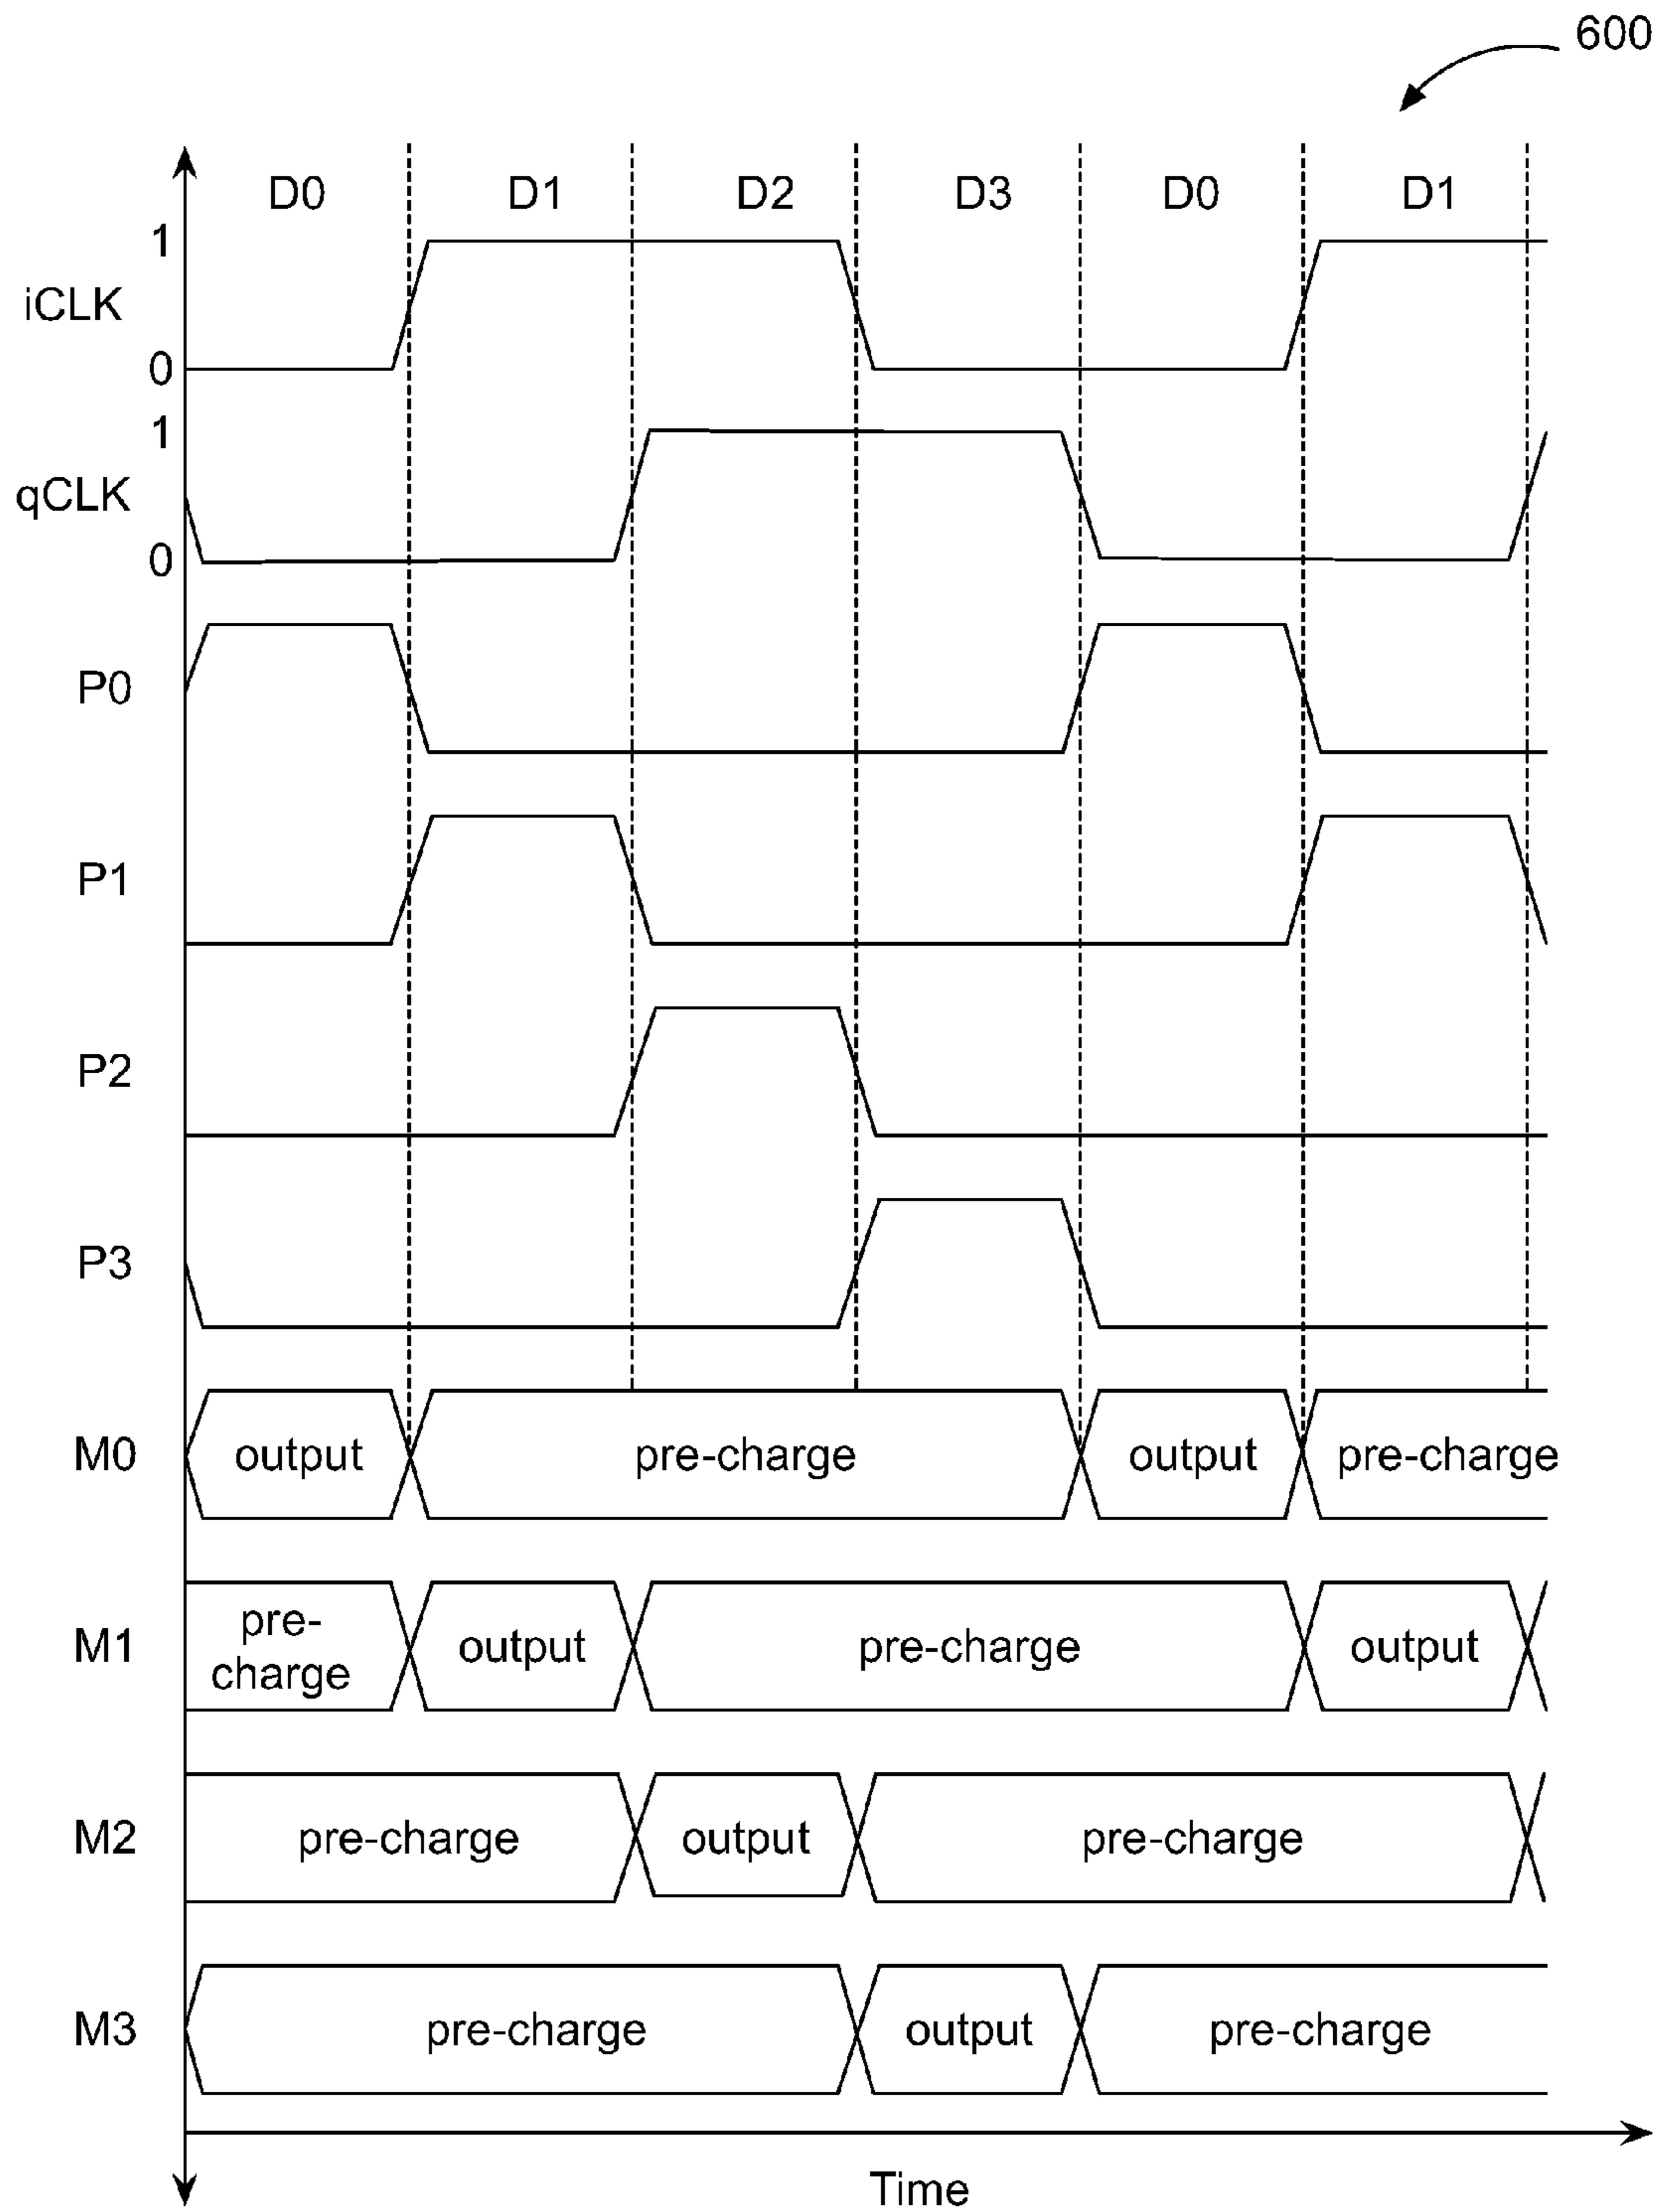 600
D0 D1 D2 D3 D0 D1
1
iCLK
0
1
qCLK
0
P0
P1
P2
P3
M0 output pre-charge output pre-charge
M1 pre-
charge output pre-charge output
M2 pre-charge output pre-charge
M3 pre-charge output pre-charge
Time